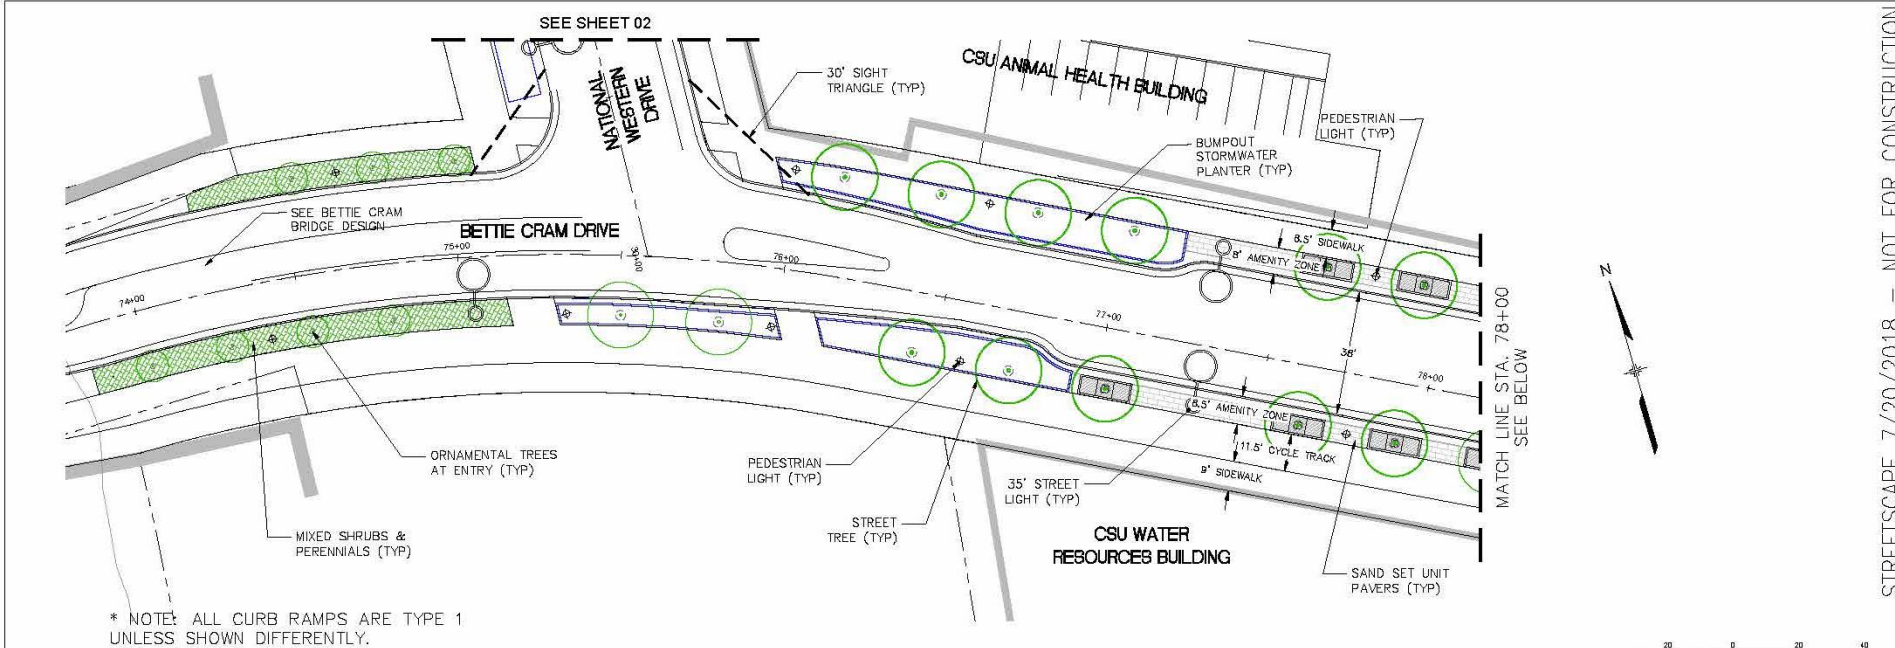 SEE SHEET 02
NATIONAL
WESTERN
DRIVE
30' SIGHT
TRIANGLE (TYP)
CSU ANIMAL HEALTH BUILDING
PEDESTRIAN
LIGHT (TYP)
BUMPOUT
STORMWATER
PLANTER (TYP)
SEE BETTIE CRAM
BRIDGE DESIGN
BETTIE CRAM DRIVE
74+00
75+00
39+00
76+00
77+00
78+00
8.5' SIDEWALK
8' AMENITY ZONE
38'
8.5' AMENITY ZONE
11.5' CYCLE TRACK
9' SIDEWALK
MATCH LINE STA. 78+00
SEE BELOW
N
ORNAMENTAL TREES
AT ENTRY (TYP)
MIXED SHRUBS &
PERENNIALS (TYP)
PEDESTRIAN
LIGHT (TYP)
STREET
TREE (TYP)
35' STREET
LIGHT (TYP)
CSU WATER
RESOURCES BUILDING
SAND SET UNIT
PAVERS (TYP)
* NOTE: ALL CURB RAMPS ARE TYPE 1
UNLESS SHOWN DIFFERENTLY.
STREETSCAPE 7/20/2018 - NOT FOR CONSTRUCTION
20 0 20 40